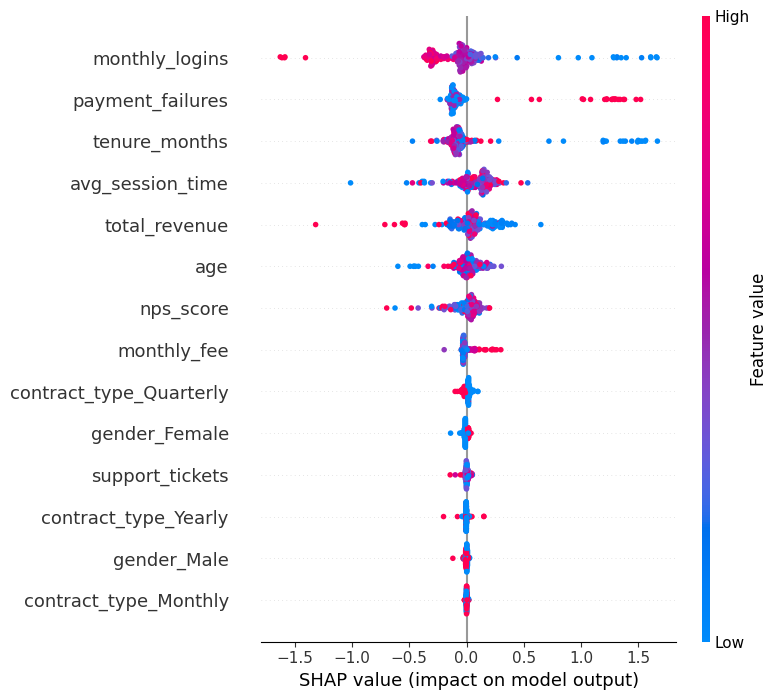 High
monthly_logins
payment_failures
tenure_months
avg_session_time
total_revenue
age
nps_score
monthly_fee
contract_type_Quarterly
gender_Female
support_tickets
contract_type_Yearly
gender_Male
contract_type_Monthly
Feature value
Low
−1.5 −1.0 −0.5 0.0 0.5 1.0 1.5
SHAP value (impact on model output)